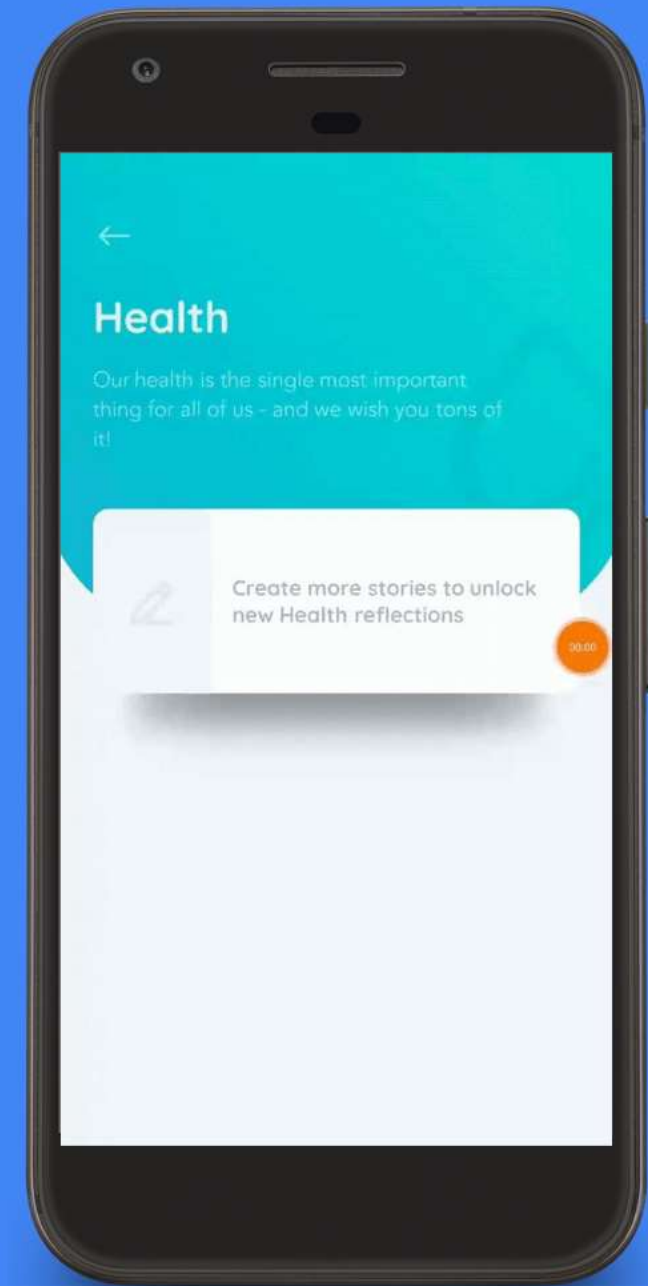 Health
Our health is the single most important
thing for all of us - and we wish you tons of
it!
Create more stories to unlock
new Health reflections
00:00